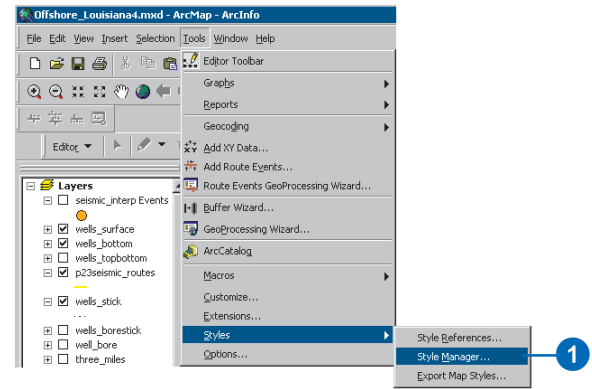 Offshore_Louisiana4.mxd - ArcMap - ArcInfo
File Edit View Insert Selection Tools Window Help
Editor Toolbar
Graphs
Reports
Geocoding
Add XY Data...
Add Route Events...
Route Events GeoProcessing Wizard...
Buffer Wizard...
GeoProcessing Wizard...
ArcCatalog
Macros
Customize...
Extensions...
Styles
Options...
Style References...
Style Manager...
Export Map Styles...
1
Editor
Layers
seismic_interp Events
wells_surface
wells_bottom
wells_topbottom
p23seismic_routes
wells_stick
wells_borestick
well_bore
three_miles